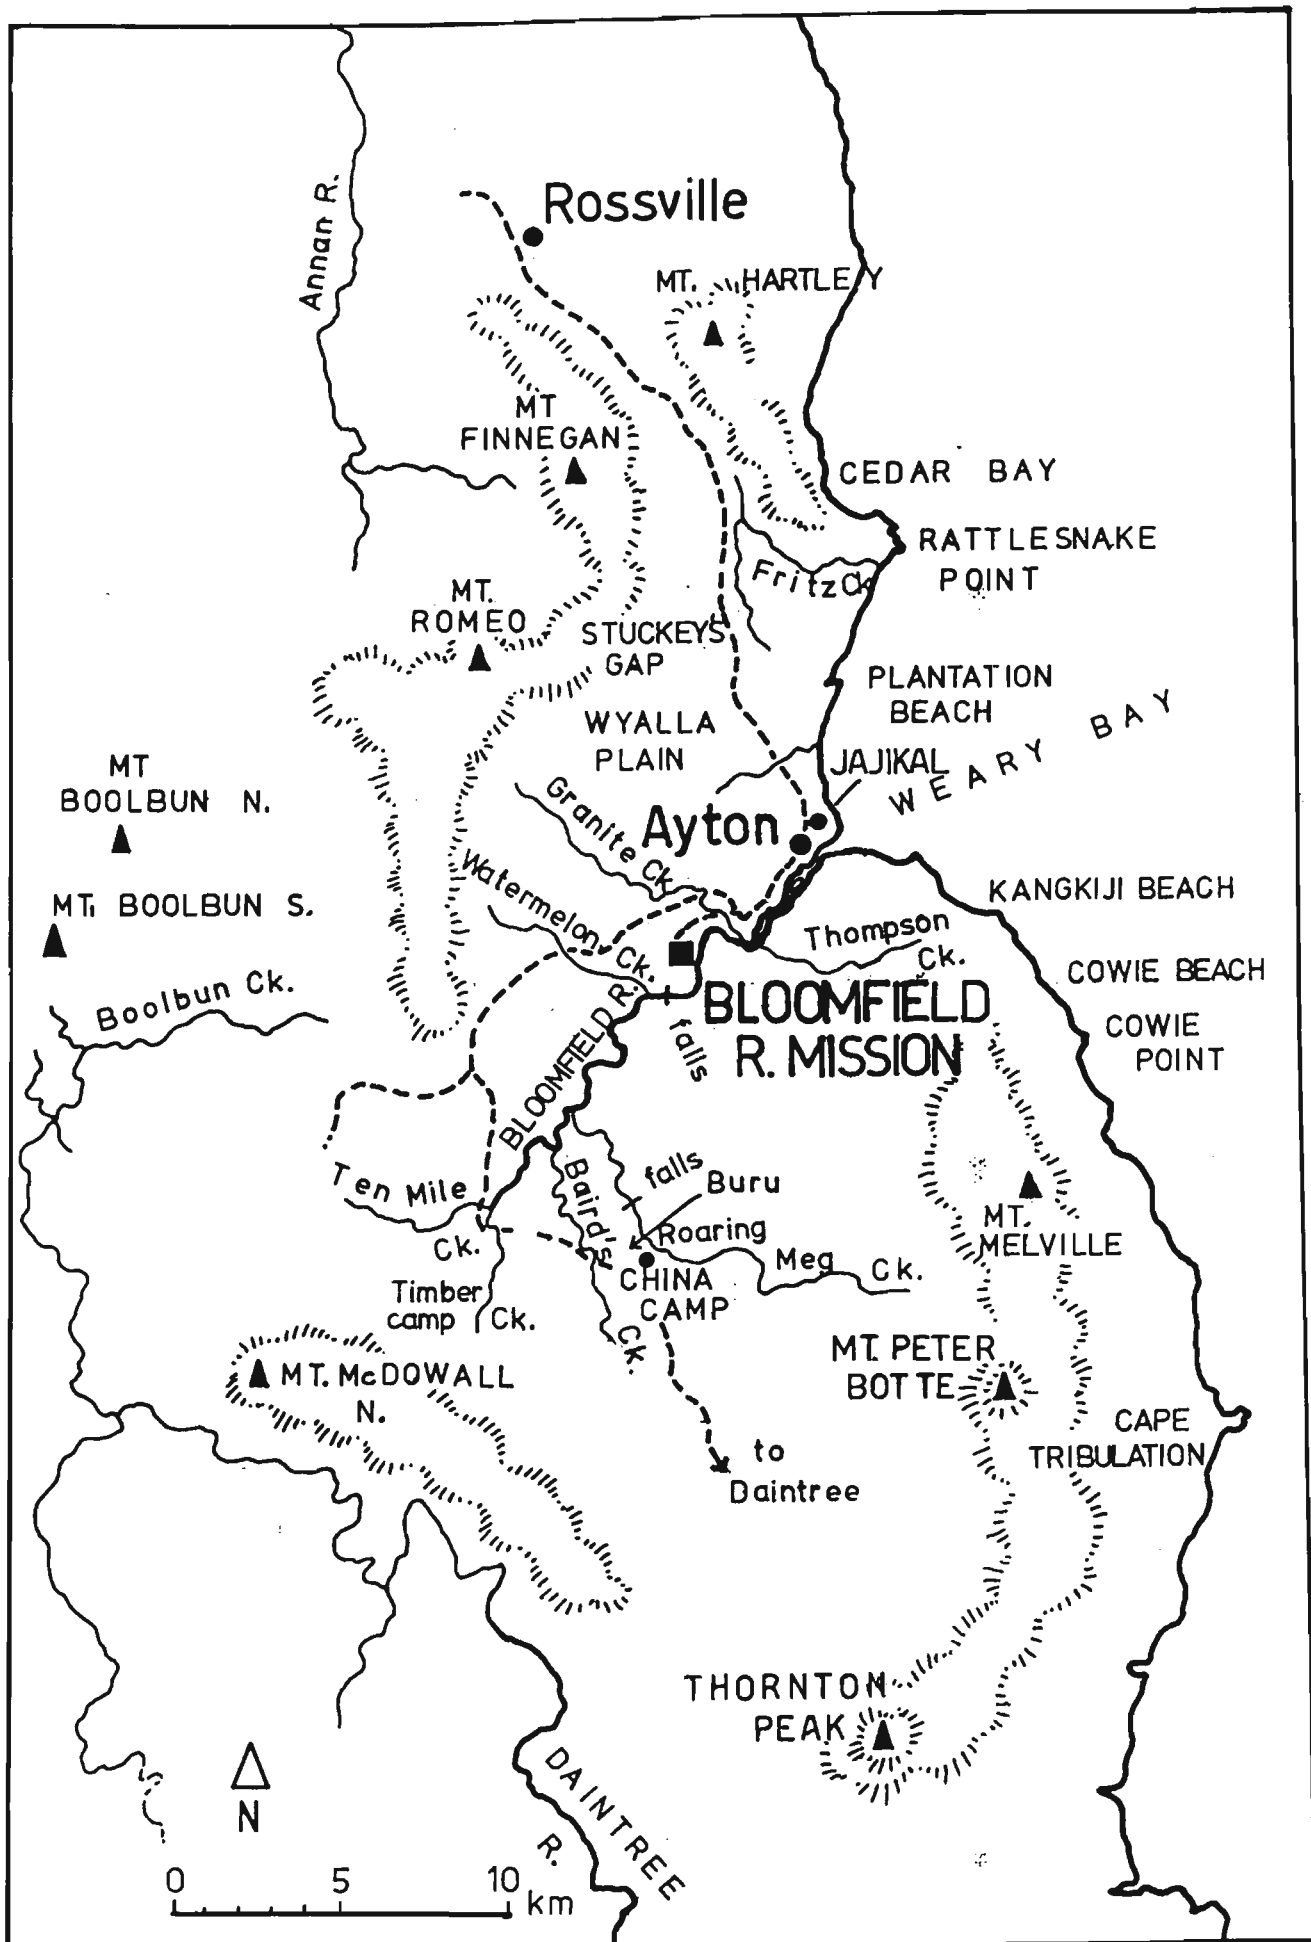 Rossville
Annan R.
MT. HARTLEY
MT
FINNEGAN
CEDAR BAY
RATTLESNAKE
POINT
Fritz Ck.
MT.
ROMEO
STUCKEY'S
GAP
PLANTATION
BEACH
WYALLA
PLAIN
WEARY BAY
JAJIKAL
MT
BOOLBUN N.
Granite Ck.
Ayton
Watermelon Ck.
KANGKIJI BEACH
MT. BOOLBUN S.
Thompson
Ck.
COWIE BEACH
Boolbun Ck.
BLOOMFIELD
R. MISSION
COWIE
POINT
BLOOMFIELD R.
falls
Ten Mile
Ck.
Baird's
Ck.
falls
Buru
Roaring
Meg Ck.
MT.
MELVILLE
CHINA
CAMP
Timber
camp Ck.
MT. PETER
BOTTE
MT. McDOWALL
N.
CAPE
TRIBULATION
to
Daintree
THORNTON
PEAK
DAINTREE
R.
N
0 5 10
km